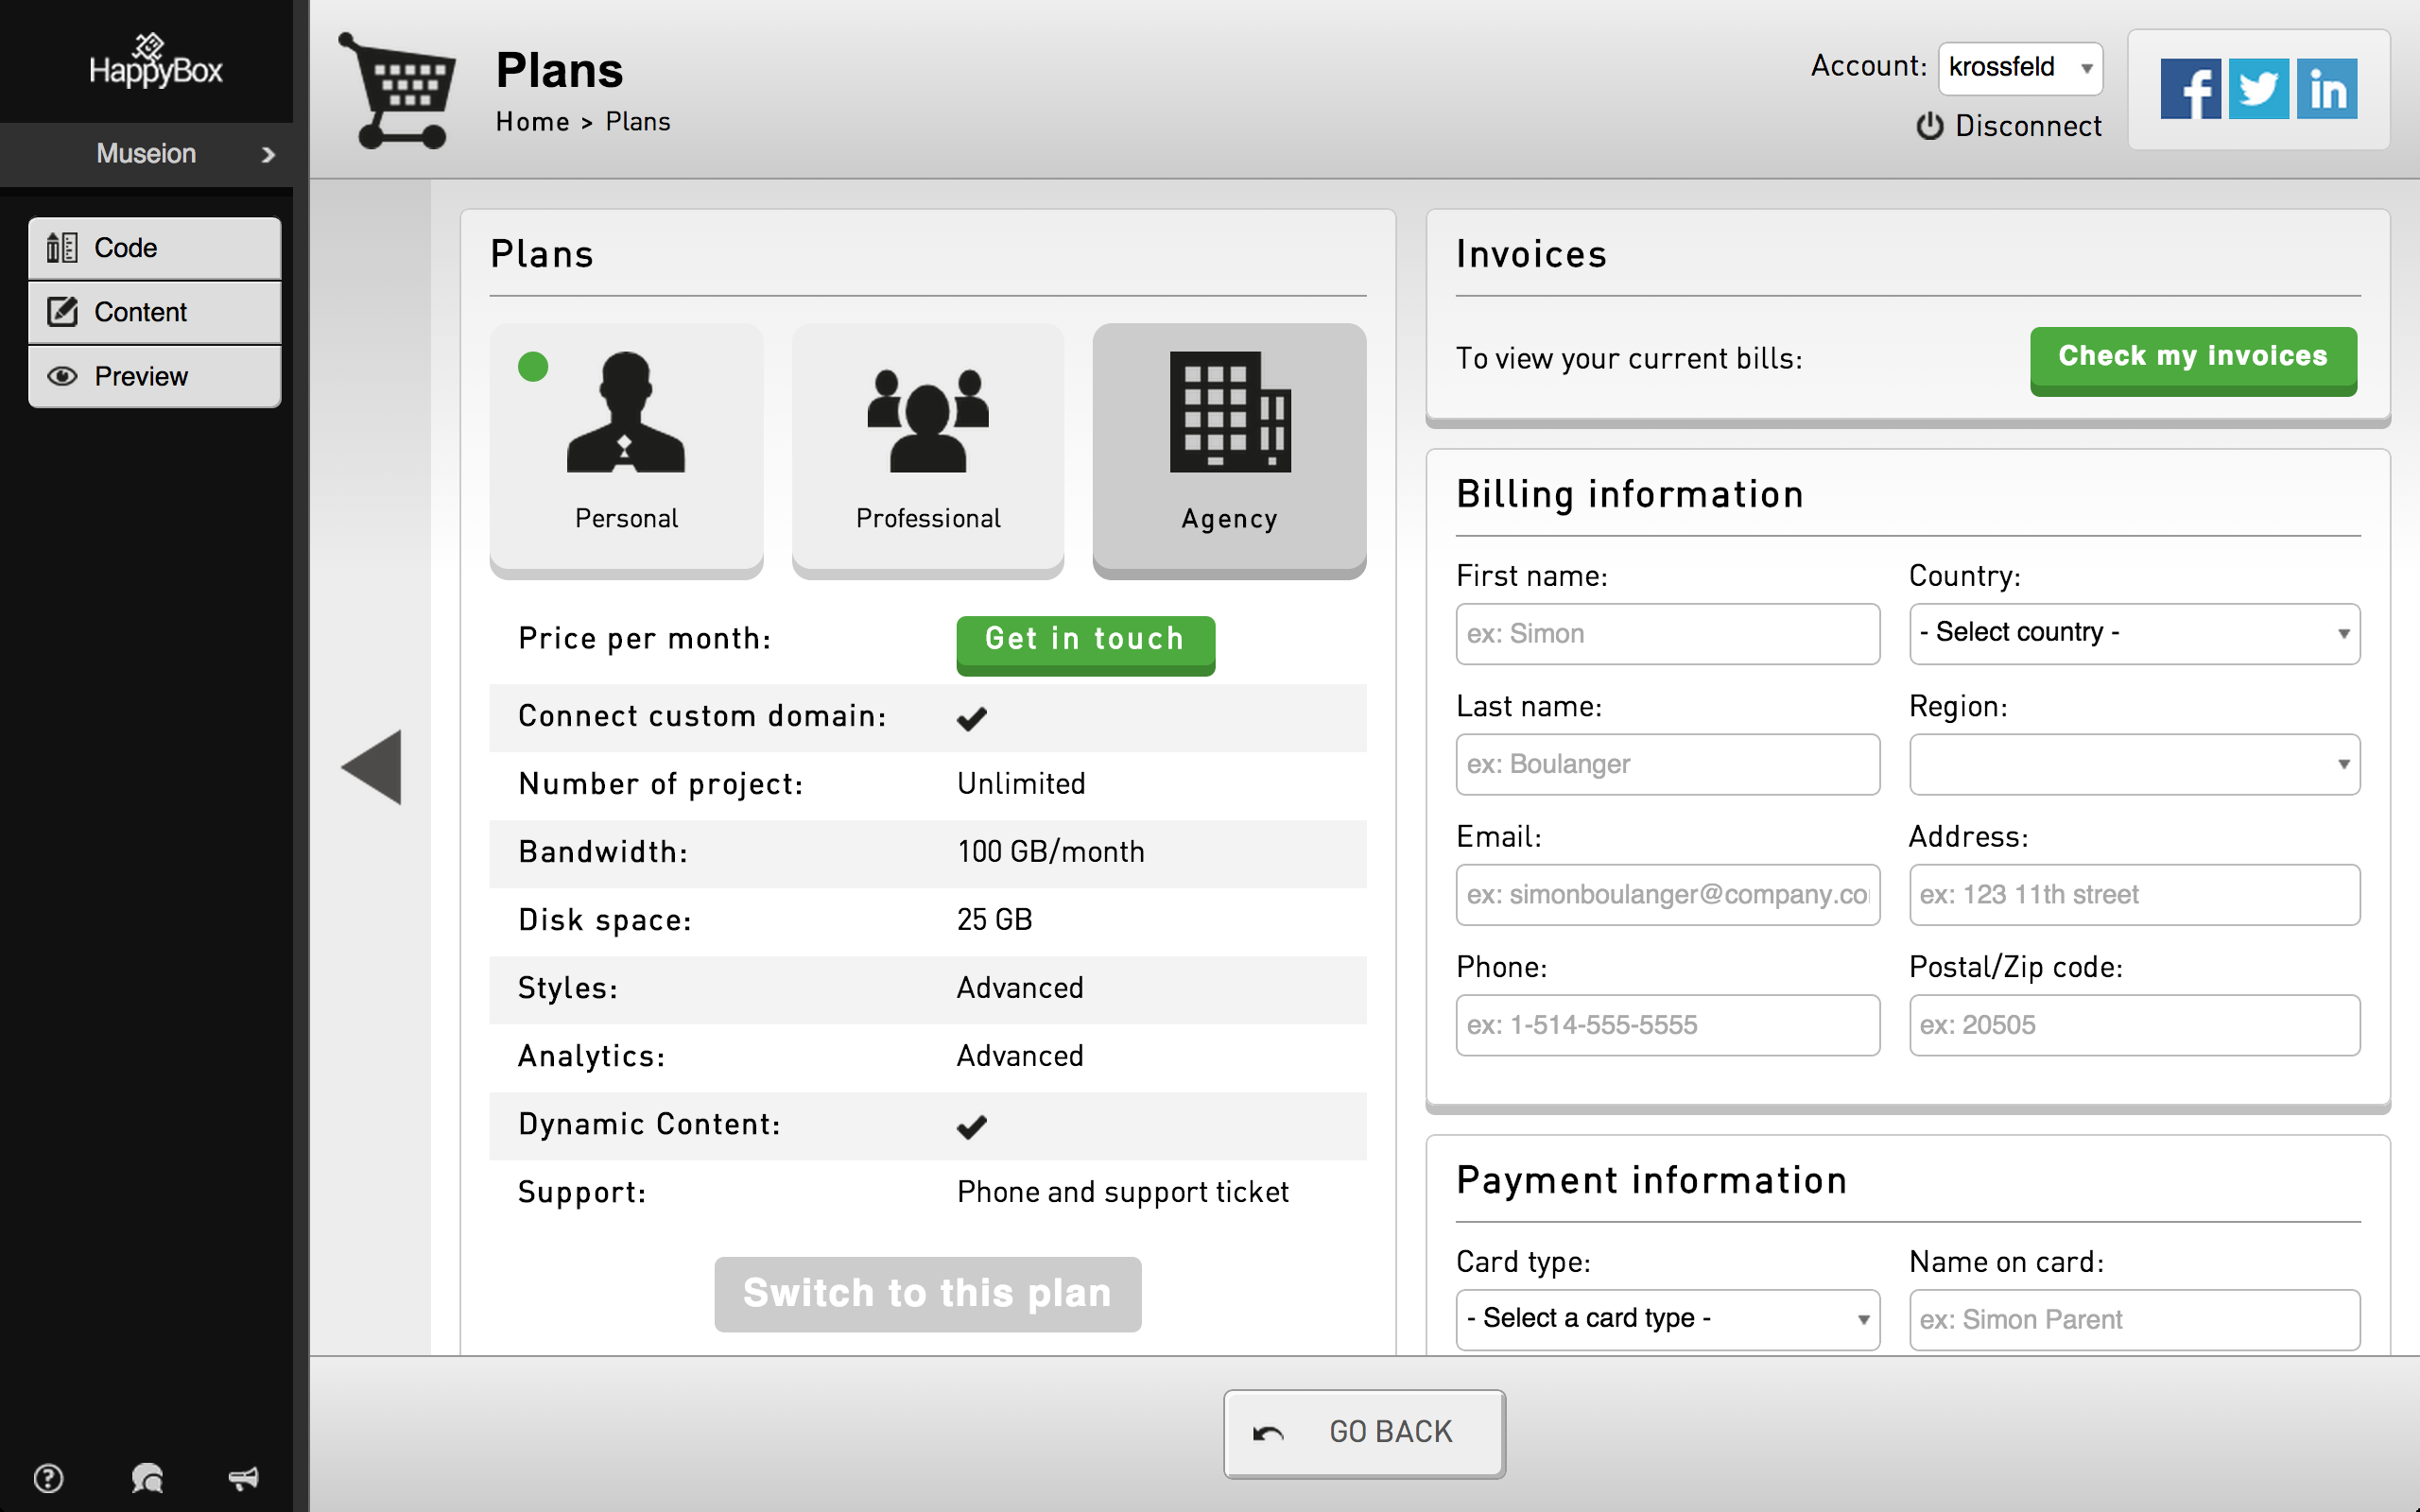 HappyBox
Museion
Code
Content
Preview
Plans
Home > Plans
Account: krossfeld
Disconnect
Plans
Personal
Professional
Agency
Price per month: Get in touch
Connect custom domain:
Number of project: Unlimited
Bandwidth: 100 GB/month
Disk space: 25 GB
Styles: Advanced
Analytics: Advanced
Dynamic Content:
Support: Phone and support ticket
Switch to this plan
Invoices
To view your current bills: Check my invoices
Billing information
First name: Country:
ex: Simon - Select country -
Last name: Region:
ex: Boulanger
Email: Address:
ex: simonboulanger@company.co ex: 123 11th street
Phone: Postal/Zip code:
ex: 1-514-555-5555 ex: 20505
Payment information
Card type: Name on card:
- Select a card type - ex: Simon Parent
GO BACK